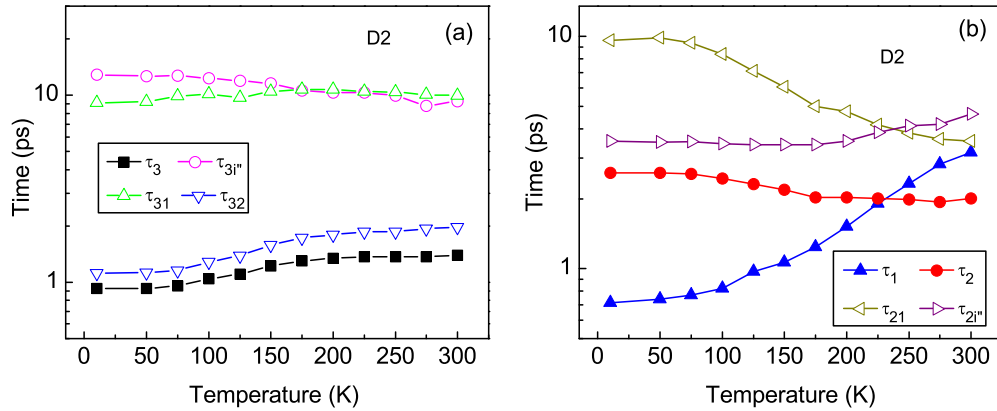 (a)
D2
10
1
Time (ps)
τ3
τ3i"
τ31
τ32
0
50
100
150
200
250
300
Temperature (K)
(b)
D2
10
1
Time (ps)
τ1
τ2
τ21
τ2i"
0
50
100
150
200
250
300
Temperature (K)